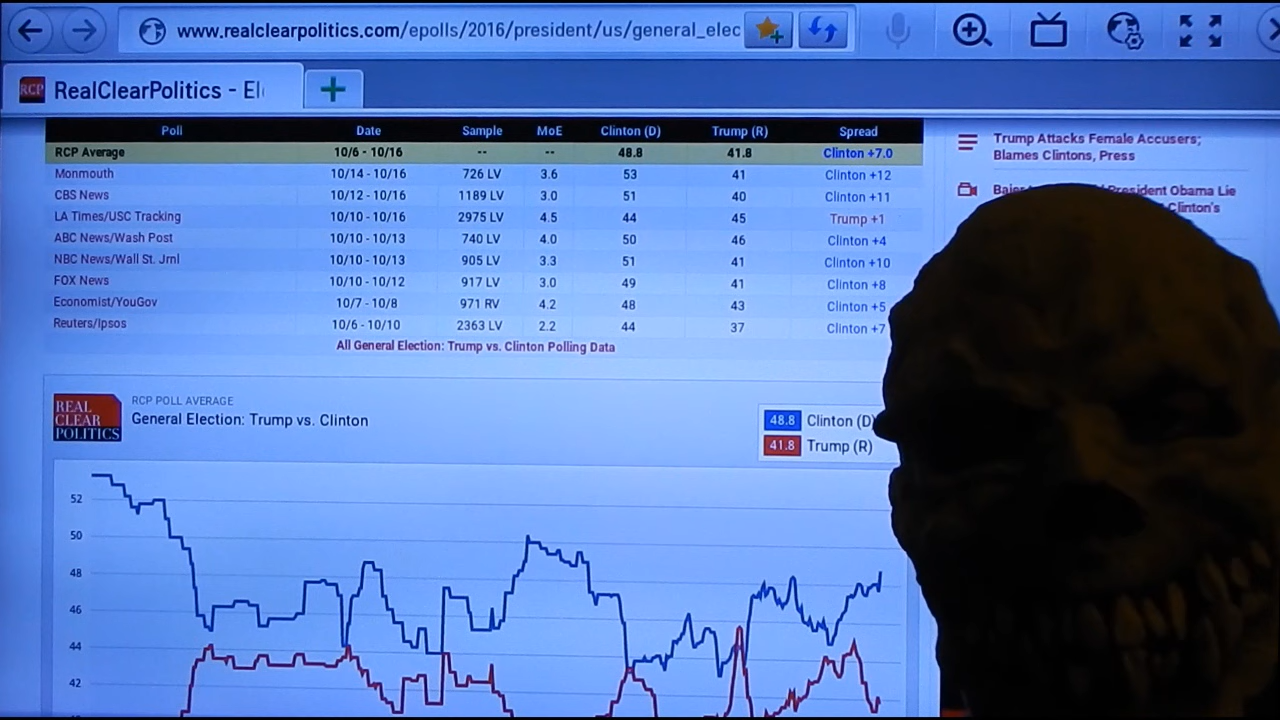 www.realclearpolitics.com/epolls/2016/president/us/general_elec
RCP RealClearPolitics - El
Poll Date Sample MoE Clinton (D) Trump (R) Spread
RCP Average 10/6 - 10/16 -- -- 48.8 41.8 Clinton +7.0
Monmouth 10/14 - 10/16 726 LV 3.6 53 41 Clinton +12
CBS News 10/12 - 10/16 1189 LV 3.0 51 40 Clinton +11
LA Times/USC Tracking 10/10 - 10/16 2975 LV 4.5 44 45 Trump +1
ABC News/Wash Post 10/10 - 10/13 740 LV 4.0 50 46 Clinton +4
NBC News/Wall St. Jrnl 10/10 - 10/13 905 LV 3.3 51 41 Clinton +10
FOX News 10/10 - 10/12 917 LV 3.0 49 41 Clinton +8
Economist/YouGov 10/7 - 10/8 971 RV 4.2 48 43 Clinton +5
Reuters/Ipsos 10/6 - 10/10 2363 LV 2.2 44 37 Clinton +7
All General Election: Trump vs. Clinton Polling Data
Trump Attacks Female Accusers;
Blames Clintons, Press
President Obama Lie
Clinton's
REAL
CLEAR
POLITICS
RCP POLL AVERAGE
General Election: Trump vs. Clinton
48.8 Clinton (D)
41.8 Trump (R)
52
50
48
46
44
42